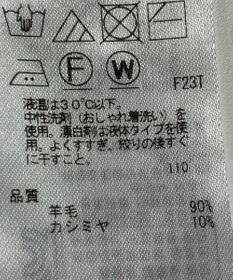 F W
F23T
液温は30℃以下。
中性洗剤（おしゃれ着洗い）を
使用。漂白剤は液体タイプを使
用。よくすすぎ、絞りの後すぐ
に干すこと。
110
品質
羊毛 90%
カシミヤ 10%